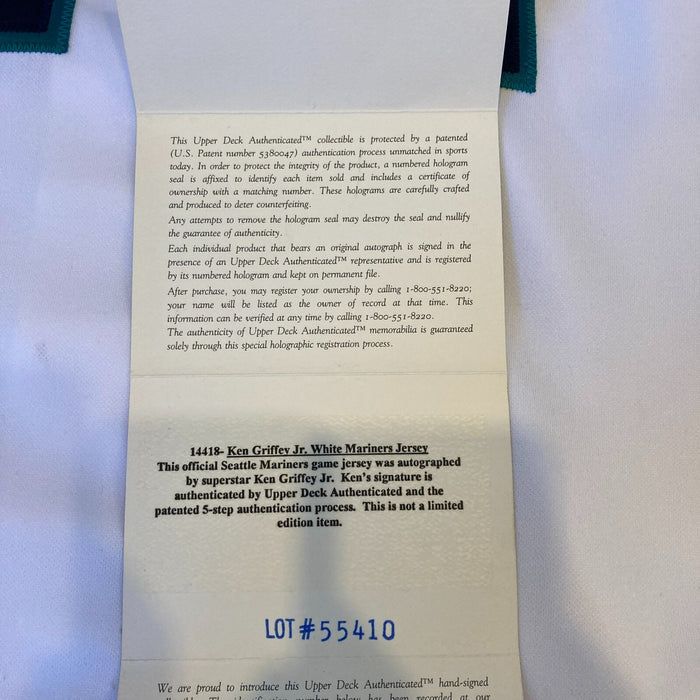 This Upper Deck Authenticated™ collectible is protected by a patented
(U.S. Patent number 5380047) authentication process unmatched in sports
today. In order to protect the integrity of the product, a numbered hologram
seal is affixed to identify each item sold and includes a certificate of
ownership with a matching number. These holograms are carefully crafted
and produced to deter counterfeiting.
Any attempts to remove the hologram seal may destroy the seal and nullify
the guarantee of authenticity.
Each individual product that bears an original autograph is signed in the
presence of an Upper Deck Authenticated™ representative and is registered
by its numbered hologram and kept on permanent file.
After purchase, you may register your ownership by calling 1-800-551-8220;
your name will be listed as the owner of record at that time. This
information can be verified at any time by calling 1-800-551-8220.
The authenticity of Upper Deck Authenticated™ memorabilia is guaranteed
solely through this special holographic registration process.
14418- Ken Griffey Jr. White Mariners Jersey
This official Seattle Mariners game jersey was autographed
by superstar Ken Griffey Jr. Ken's signature is
authenticated by Upper Deck Authenticated and the
patented 5-step authentication process. This is not a limited
edition item.
LOT#55410
We are proud to introduce this Upper Deck Authenticated™ hand-signed
collectible. The identification number below has been recorded at our